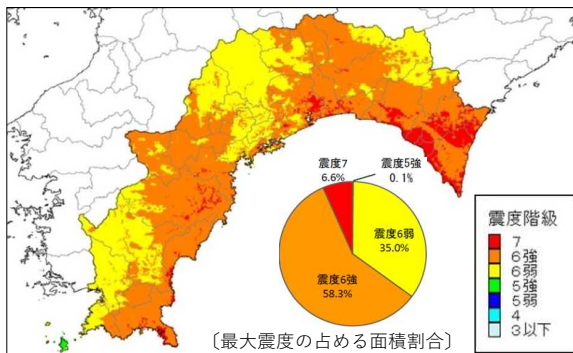 震度7
6.6%
震度5強
0.1%
震度6弱
35.0%
震度6強
58.3%
〔最大震度の占める面積割合〕
震度階級
7
6強
6弱
5強
5弱
4
3以下